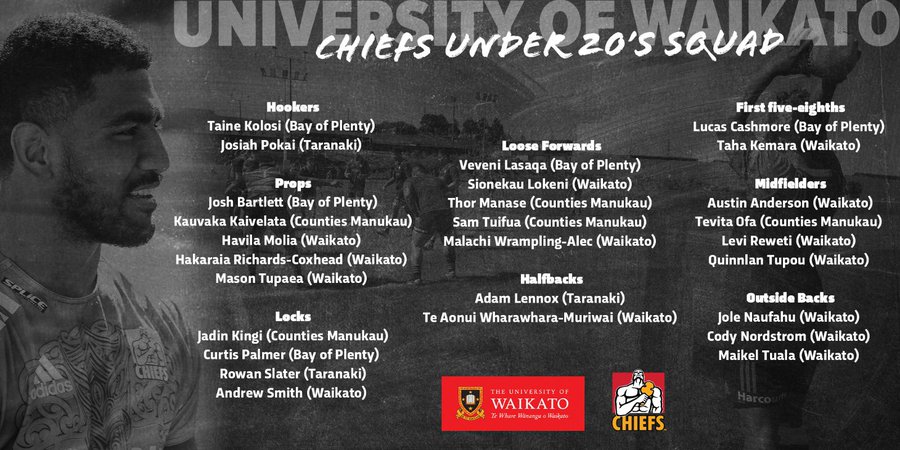 UNIVERSITY OF WAIKATO
CHIEFS UNDER 20'S SQUAD
Hookers
Taine Kolosi (Bay of Plenty)
Josiah Pokai (Taranaki)
Props
Josh Bartlett (Bay of Plenty)
Kauvaka Kaivelata (Counties Manukau)
Havila Molia (Waikato)
Hakaraia Richards-Coxhead (Waikato)
Mason Tupaea (Waikato)
Locks
Jadin Kingi (Counties Manukau)
Curtis Palmer (Bay of Plenty)
Rowan Slater (Taranaki)
Andrew Smith (Waikato)
Loose Forwards
Veveni Lasaqa (Bay of Plenty)
Sionekau Lokeni (Waikato)
Thor Manase (Counties Manukau)
Sam Tuifua (Counties Manukau)
Malachi Wrampling-Alec (Waikato)
Halfbacks
Adam Lennox (Taranaki)
Te Aonui Wharawhara-Muriwai (Waikato)
First five-eighths
Lucas Cashmore (Bay of Plenty)
Taha Kemara (Waikato)
Midfielders
Austin Anderson (Waikato)
Tevita Ofa (Counties Manukau)
Levi Reweti (Waikato)
Quinnlan Tupou (Waikato)
Outside Backs
Jole Naufahu (Waikato)
Cody Nordstrom (Waikato)
Maikel Tuala (Waikato)
SPLICE
adidas
CHIEFS
THE UNIVERSITY OF
WAIKATO
Te Whare Wānanga o Waikato
CHIEFS
Harcou